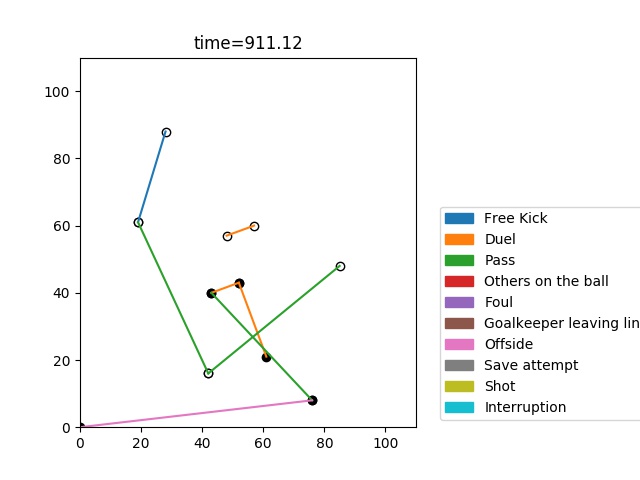 time=911.12
100
80
60
40
20
0
0 20 40 60 80 100
Free Kick
Duel
Pass
Others on the ball
Foul
Goalkeeper leaving lin
Offside
Save attempt
Shot
Interruption